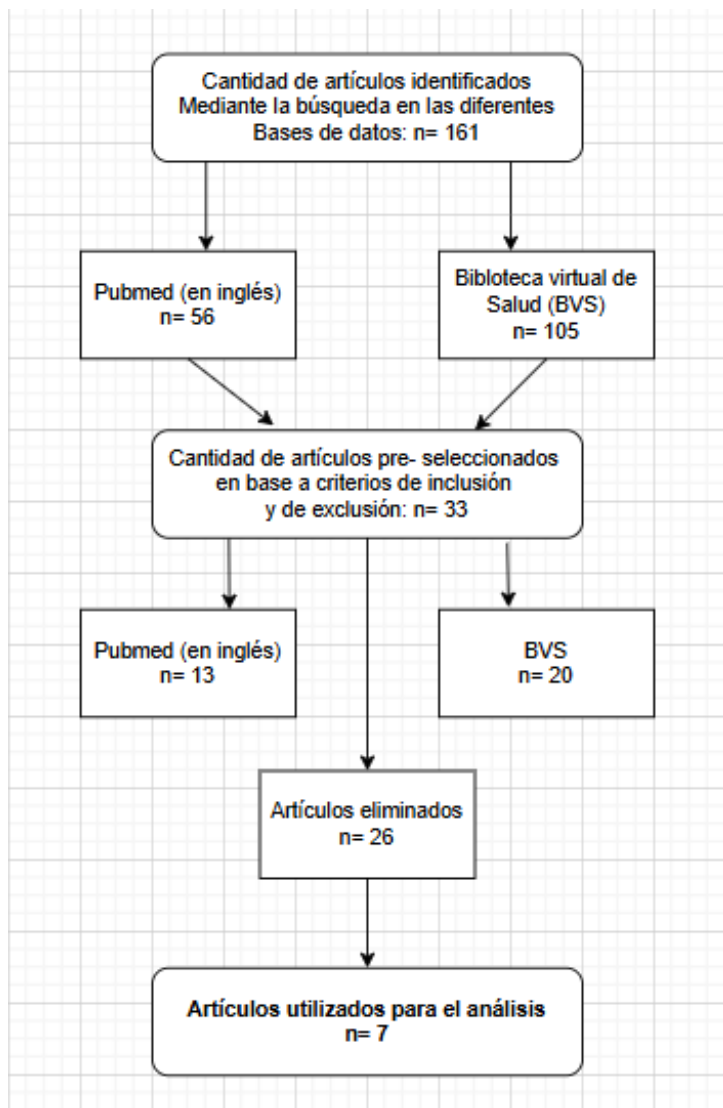 Cantidad de artículos identificados
Mediante la búsqueda en las diferentes
Bases de datos: n= 161
Pubmed (en inglés)
n= 56
Bibloteca virtual de
Salud (BVS)
n= 105
Cantidad de artículos pre- seleccionados
en base a criterios de inclusión
y de exclusión: n= 33
Pubmed (en inglés)
n= 13
BVS
n= 20
Artículos eliminados
n= 26
Artículos utilizados para el análisis
n= 7